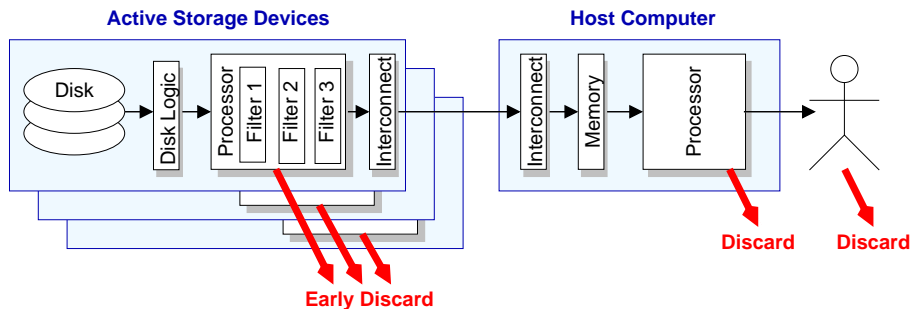 Active Storage Devices
Host Computer
Disk
Disk Logic
Processor
Filter 1
Filter 2
Filter 3
Interconnect
Interconnect
Memory
Processor
Discard
Discard
Early Discard